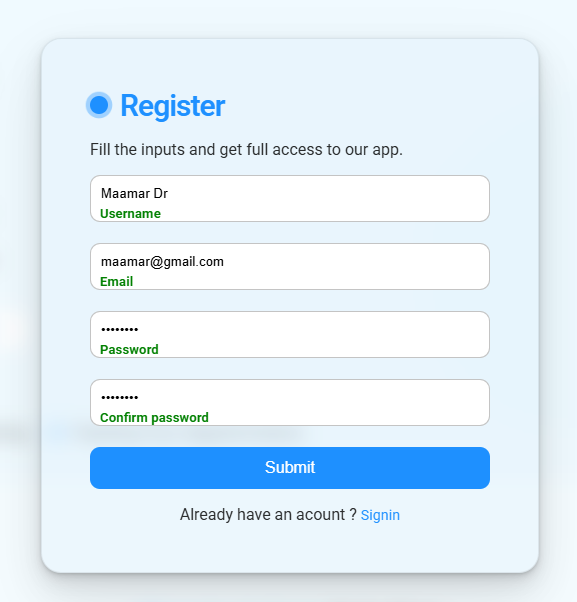 Register
Fill the inputs and get full access to our app.
Maamar Dr
Username
maamar@gmail.com
Email
••••••••
Password
••••••••
Confirm password
Submit
Already have an acount ? Signin